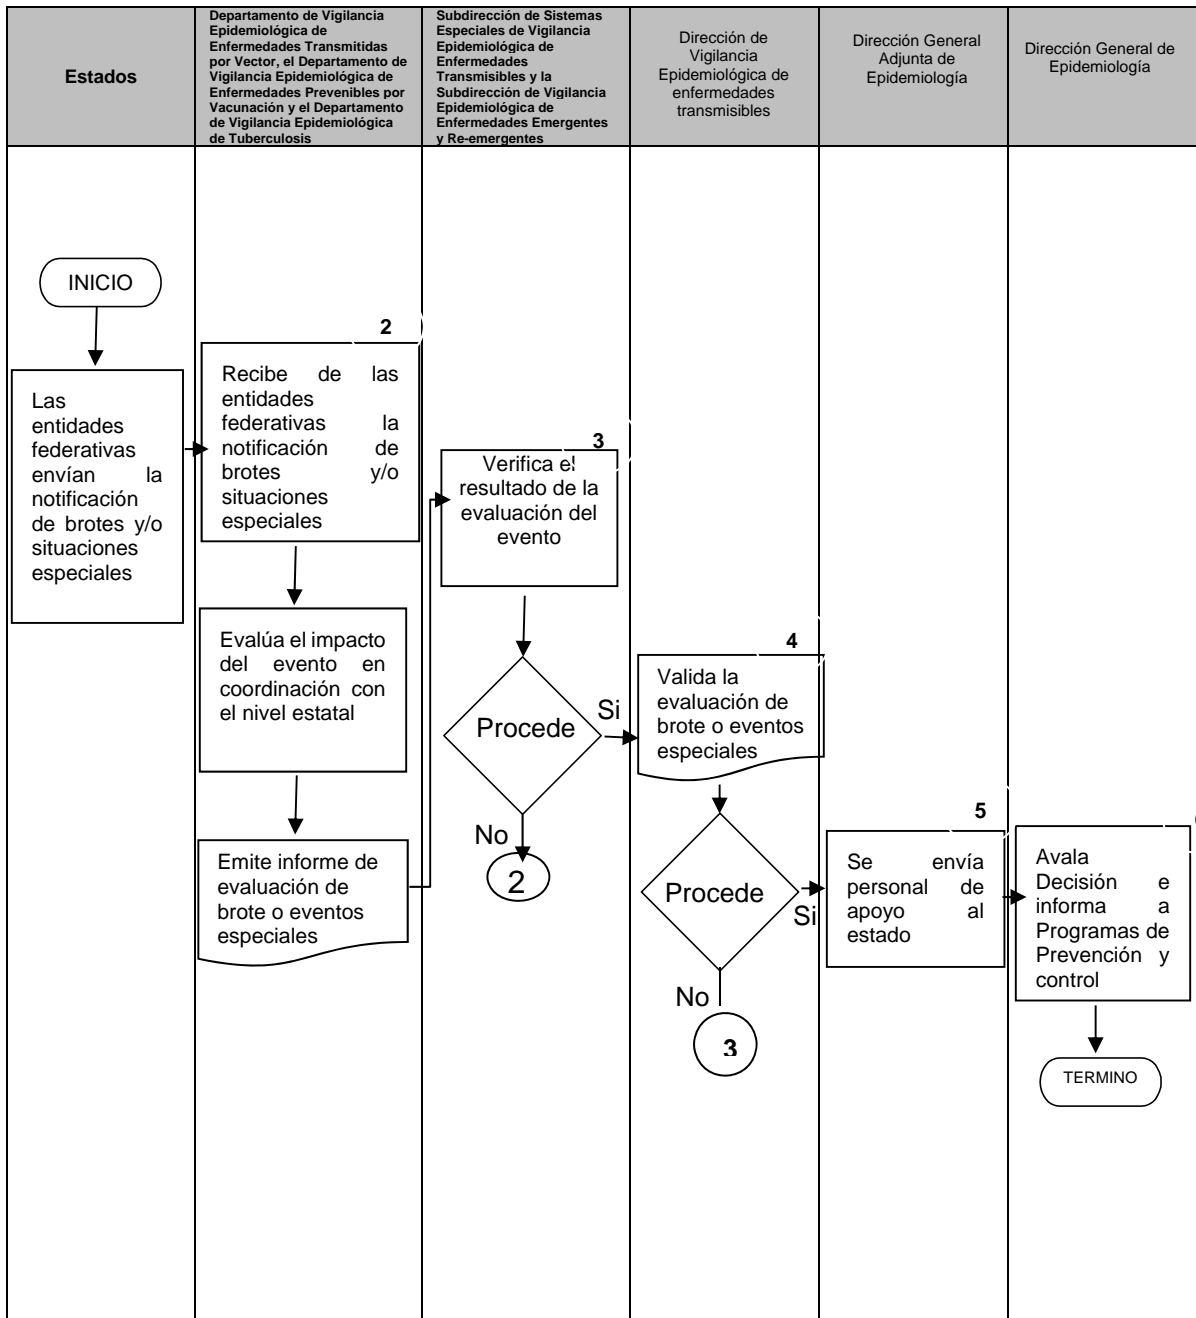 Estados
Departamento de Vigilancia
Epidemiológica de
Enfermedades Transmitidas
por Vector, el Departamento de
Vigilancia Epidemiológica de
Enfermedades Prevenibles por
Vacunación y el Departamento
de Vigilancia Epidemiológica
de Tuberculosis
Subdirección de Sistemas
Especiales de Vigilancia
Epidemiológica de
Enfermedades
Transmisibles y la
Subdirección de Vigilancia
Epidemiológica de
Enfermedades Emergentes
y Re-emergentes
Dirección de
Vigilancia
Epidemiológica de
enfermedades
transmisibles
Dirección General
Adjunta de
Epidemiología
Dirección General de
Epidemiología
INICIO
Las
entidades
federativas
envían la
notificación
de brotes y/o
situaciones
especiales
2
Recibe de las
entidades
federativas la
notificación de
brotes y/o
situaciones
especiales
Evalúa el impacto
del evento en
coordinación con
el nivel estatal
Emite informe de
evaluación de
brote o eventos
especiales
3
Verifica el
resultado de la
evaluación del
evento
Procede
Si
No
2
4
Valida la
evaluación de
brote o eventos
especiales
Procede
Si
No
3
5
Se envía
personal de
apoyo al
estado
Avala
Decisión e
informa a
Programas de
Prevención y
control
TERMINO